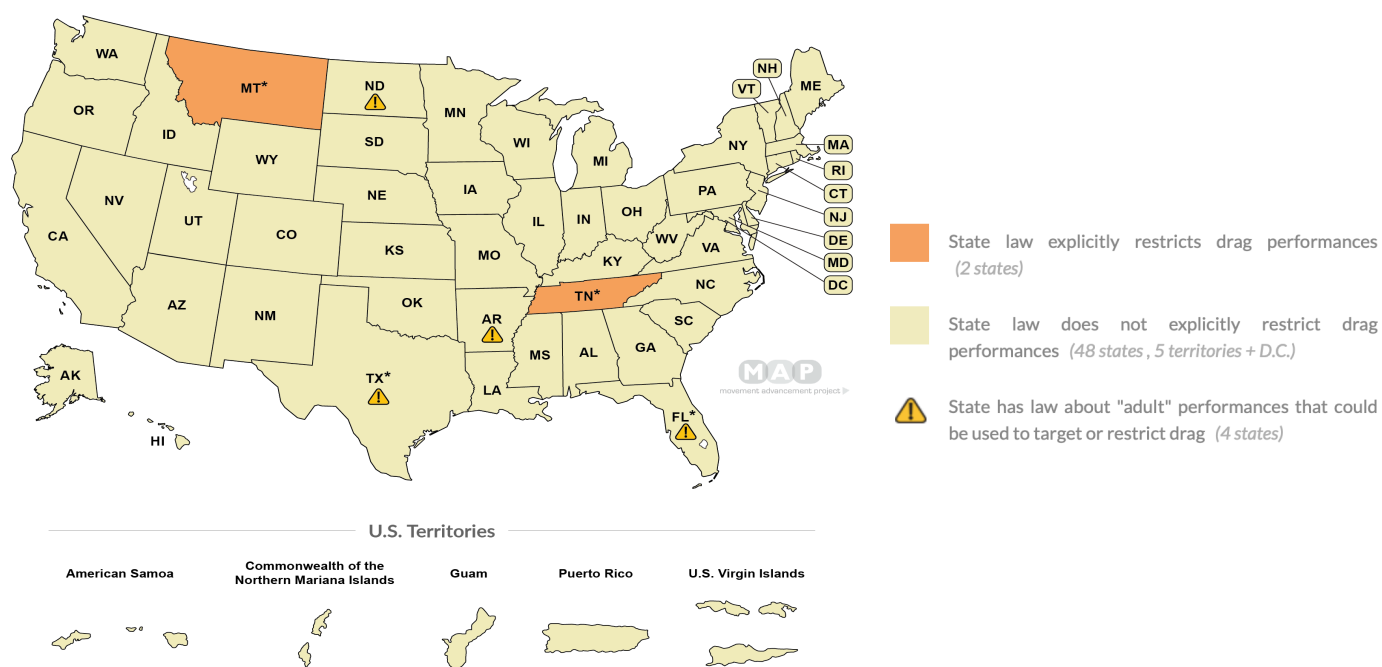 WA
MT*
ND
MN
OR
ID
SD
WI
MI
NY
VT
NH
ME
MA
RI
CT
NJ
DE
MD
DC
WY
NE
IA
PA
NV
UT
CO
KS
MO
IL
IN
OH
WV
VA
CA
AZ
NM
OK
AR
KY
TN*
NC
SC
MS
AL
GA
TX*
LA
FL*
AK
HI
MAP
movement advancement project
State law explicitly restricts drag performances
(2 states)
State law does not explicitly restrict drag
performances (48 states , 5 territories + D.C.)
State has law about "adult" performances that could
be used to target or restrict drag (4 states)
U.S. Territories
American Samoa
Commonwealth of the
Northern Mariana Islands
Guam
Puerto Rico
U.S. Virgin Islands